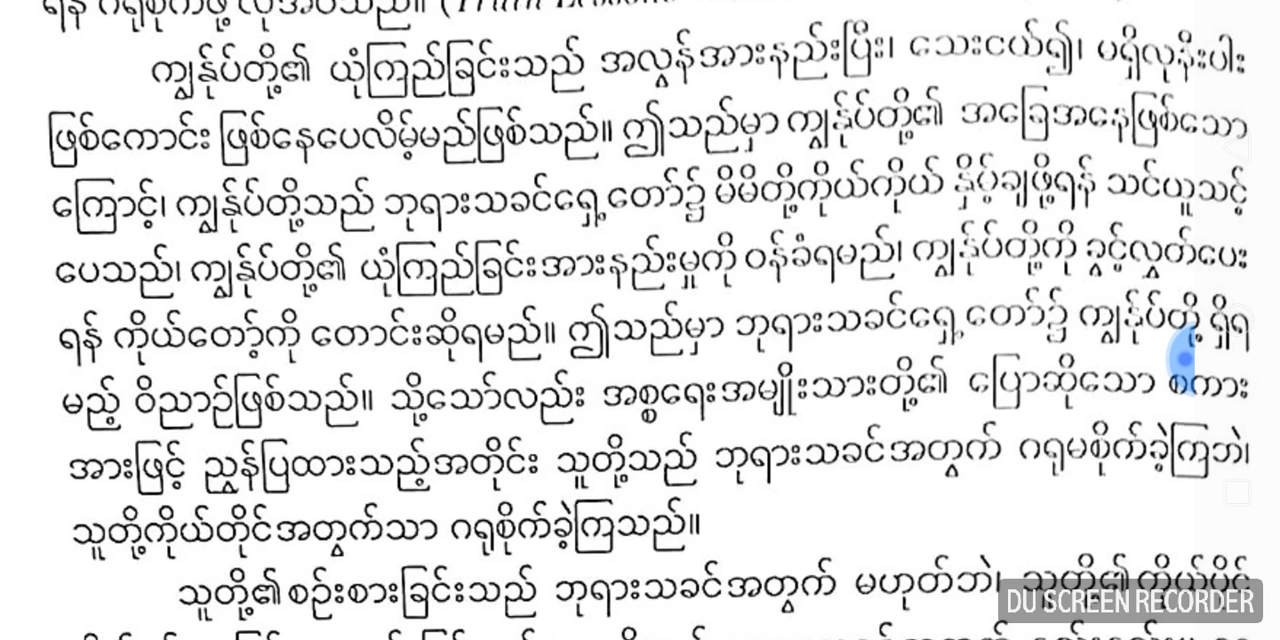 ကျွန်ုပ်တို့၏ ယုံကြည်ခြင်းသည် အလွန်အားနည်းပြီး၊ သေးငယ်၍၊ မရှိလုနီးပါး
ဖြစ်ကောင်း ဖြစ်နေပေလိမ့်မည်ဖြစ်သည်။ ဤသည်မှာ ကျွန်ုပ်တို့၏ အခြေအနေဖြစ်သော
ကြောင့်၊ ကျွန်ုပ်တို့သည် ဘုရားသခင်ရှေ့တော်၌ မိမိတို့ကိုယ်ကိုယ် နှိပ့်ချဖို့ရန် သင်ယူသင့်
ပေသည်၊ ကျွန်ုပ်တို့၏ ယုံကြည်ခြင်းအားနည်းမှုကို ဝန်ခံရမည်၊ ကျွန်ုပ်တို့ကို ခွင့်လွှတ်ပေး
ရန် ကိုယ်တော့်ကို တောင်းဆိုရမည်။ ဤသည်မှာ ဘုရားသခင်ရှေ့တော်၌ ကျွန်ုပ်တို့ ရှိရ
မည့် ဝိညာဉ်ဖြစ်သည်။ သို့သော်လည်း အစ္စရေးအမျိုးသားတို့၏ ပြောဆိုသော စကား
အားဖြင့် ညွှန်ပြထားသည့်အတိုင်း သူတို့သည် ဘုရားသခင်အတွက် ဂရုမစိုက်ခဲ့ကြဘဲ၊
သူတို့ကိုယ်တိုင်အတွက်သာ ဂရုစိုက်ခဲ့ကြသည်။
သူတို့၏ စဉ်းစားခြင်းသည် ဘုရားသခင်အတွက် မဟုတ်ဘဲ၊ သူတို့၏ ကိုယ်ပိုင်
DU SCREEN RECORDER